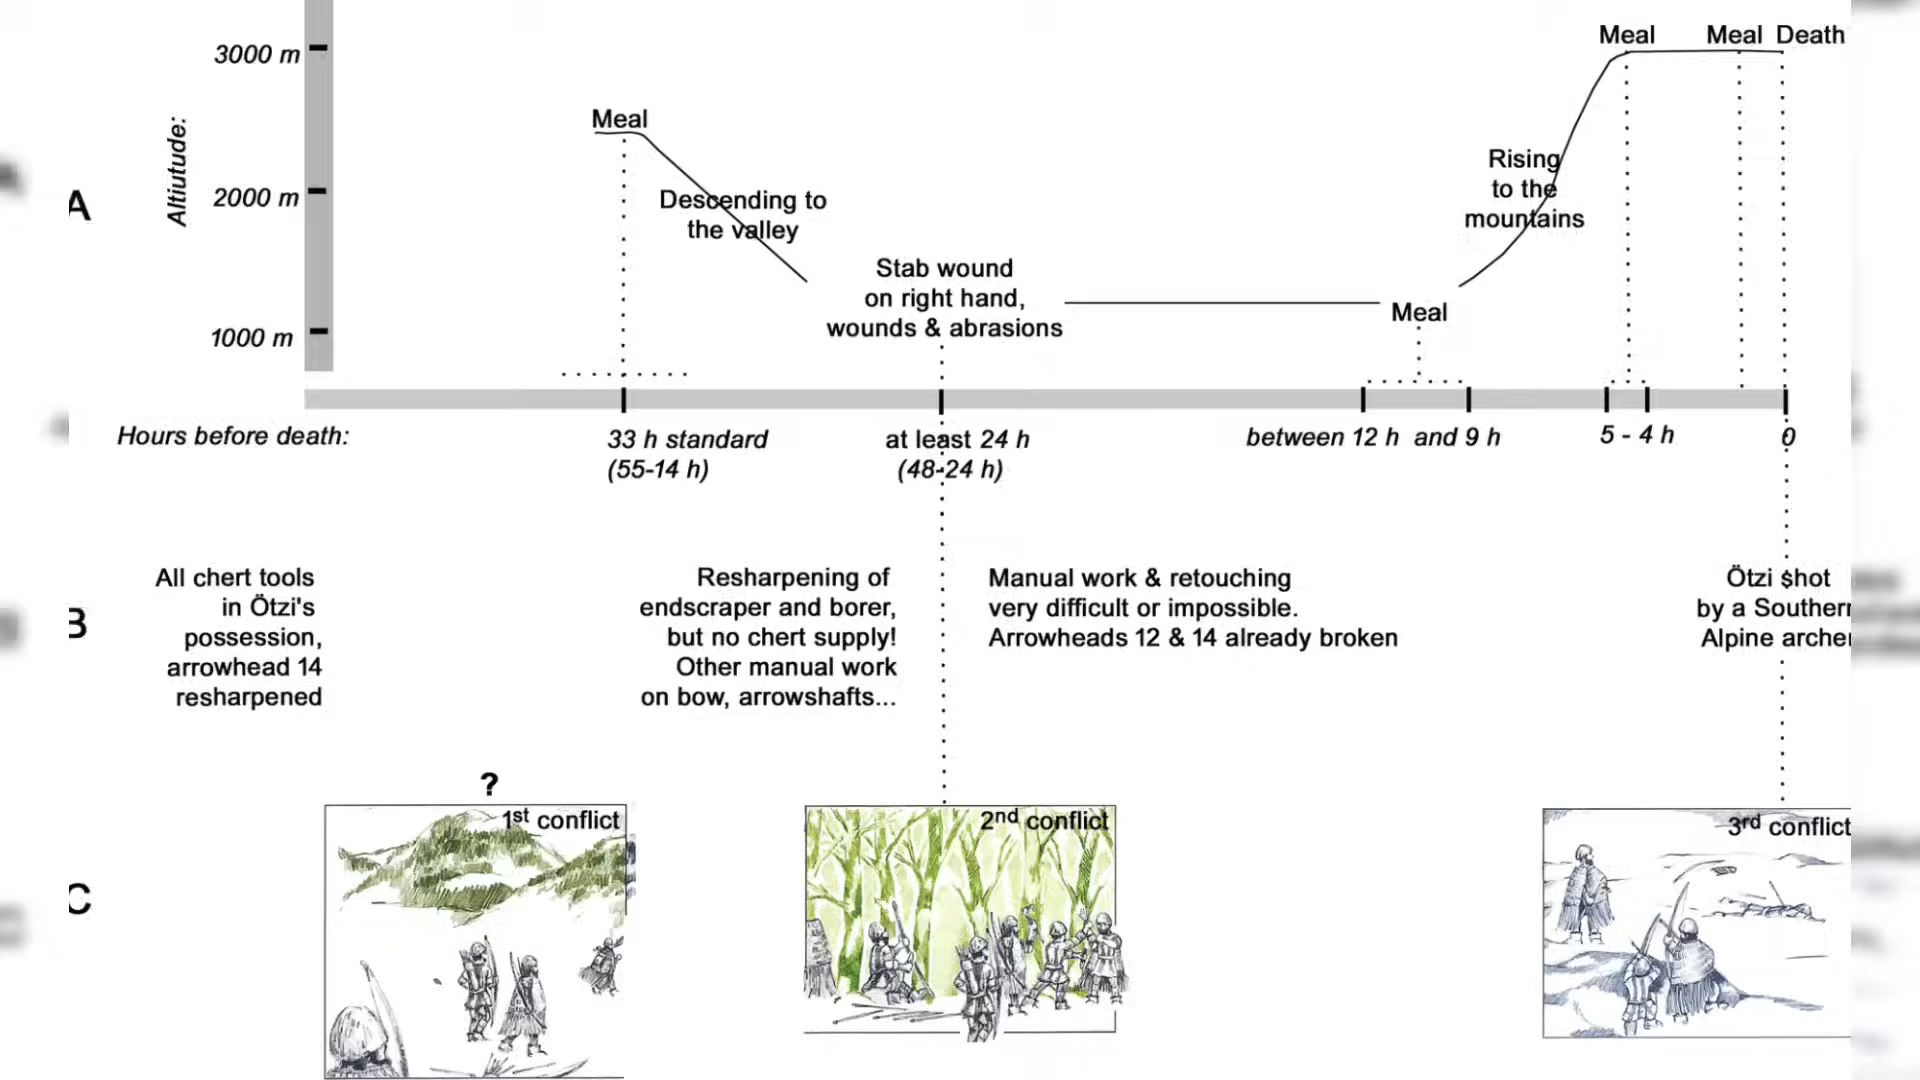 Meal
Meal Death
3000 m
Meal
Altiutude:
Rising
to the
mountains
A
2000 m
Descending to
the valley
Stab wound
on right hand,
wounds & abrasions
Meal
1000 m
Hours before death:
33 h standard
(55-14 h)
at least 24 h
(48-24 h)
between 12 h and 9 h
5 - 4 h
0
All chert tools
in Ötzi's
possession,
arrowhead 14
resharpened
Resharpening of
endscraper and borer,
but no chert supply!
Other manual work
on bow, arrowshafts...
Manual work & retouching
very difficult or impossible.
Arrowheads 12 & 14 already broken
Ötzi shot
by a Southern
Alpine archer
B
?
1st conflict
2nd conflict
3rd conflict
C